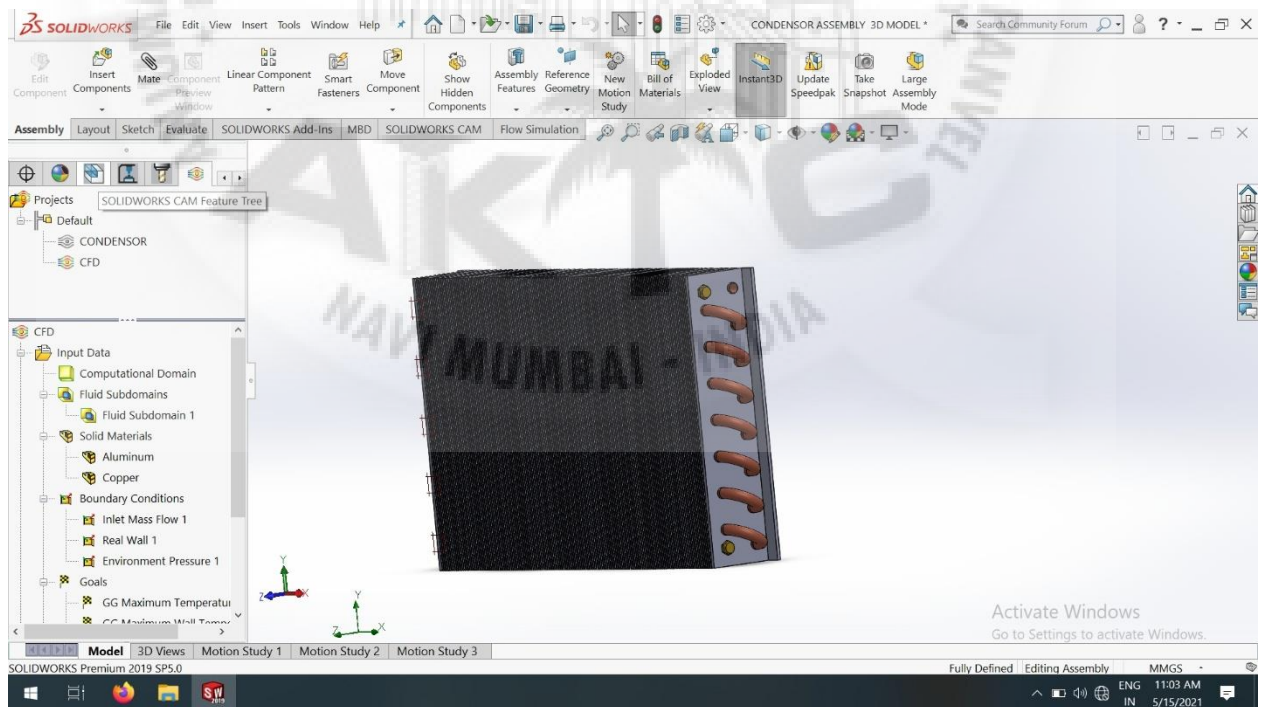 SOLIDWORKS File Edit View Insert Tools Window Help CONDENSOR ASSEMBLY 3D MODEL * Search Community Forum ?
Edit Component
Insert Components
Mate
Component Preview Window
Linear Component Pattern
Smart Fasteners
Move Component
Show Hidden Components
Assembly Features
Reference Geometry
New Motion Study
Bill of Materials
Exploded View
Instant3D
Update Speedpak
Take Snapshot
Large Assembly Mode
Assembly Layout Sketch Evaluate SOLIDWORKS Add-Ins MBD SOLIDWORKS CAM Flow Simulation
Projects
SOLIDWORKS CAM Feature Tree
Default
CONDENSOR
CFD
CFD
Input Data
Computational Domain
Fluid Subdomains
Fluid Subdomain 1
Solid Materials
Aluminum
Copper
Boundary Conditions
Inlet Mass Flow 1
Real Wall 1
Environment Pressure 1
Goals
GG Maximum Temperatu
AKTC
NAVI MUMBAI - INDIA
Y
Z X
Y
Z X
Activate Windows
Go to Settings to activate Windows.
Model 3D Views Motion Study 1 Motion Study 2 Motion Study 3
SOLIDWORKS Premium 2019 SP5.0 Fully Defined Editing Assembly MMGS
SW 2019
ENG 11:03 AM
IN 5/15/2021